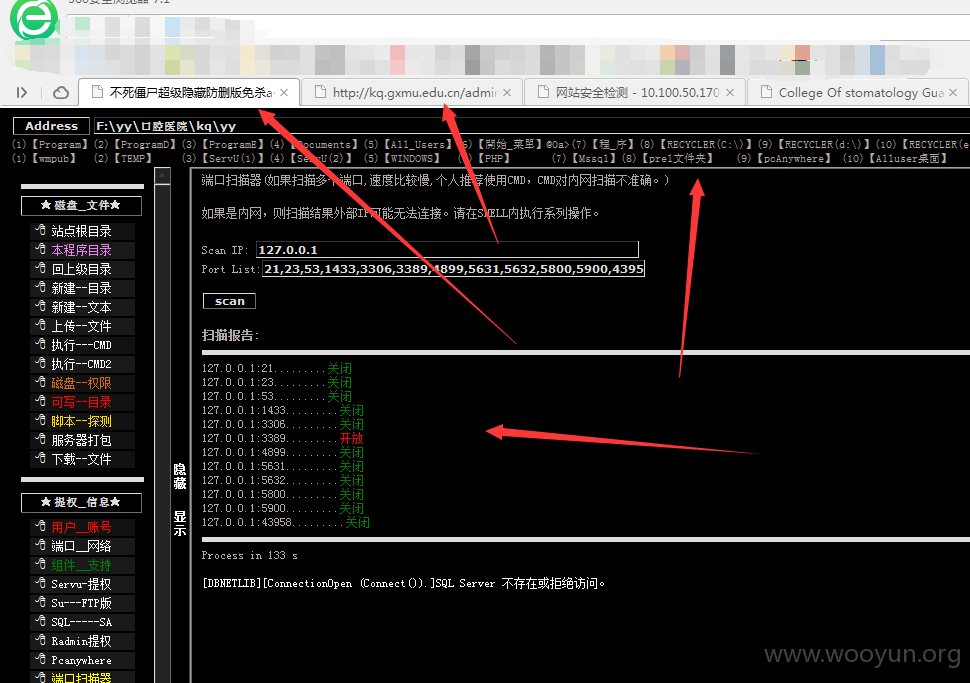 360安全浏览器 7.1
不死僵尸超级隐藏防删版免杀a
http://kq.gxmu.edu.cn/admin
网站安全检测 - 10.100.50.170
College Of stomatology Gua
Address F:\yy\口腔医院\kq\yy
(1)【Program】(2)【ProgramD】(3)【ProgramE】(4)【Documents】(5)【All_Users】(6)【開始_菜單】@Oa>(7)【程_序】(8)【RECYCLER(C:\)】(9)【RECYCLER(d:\)】(10)【RECYCLER(e
(1)【wmpub】 (2)【TEMP】 (3)【ServU(1)】(4)【ServU(2)】 (5)【WINDOWS】 【PHP】 (7)【Mssql】(8)【prel文件夹】 (9)【pcAnywhere】 (10)【Alluser桌面】
★磁盘_文件★
站点根目录
本程序目录
回上级目录
新建--目录
新建--文本
上传--文件
执行---CMD
执行--CMD2
磁盘--权限
可写--目录
脚本--探测
服务器打包
下载--文件
★提权_信息★
用户__账号
端口__网络
组件__支持
Servu-提权
Su---FTP版
SQL-----SA
Radmin提权
Pcanywhere
端口扫描器
隐藏
显示
端口扫描器(如果扫描多个端口,速度比较慢,个人推荐使用CMD，CMD对内网扫描不准确。)
如果是内网，则扫描结果外部IP可能无法连接。请在SHELL内执行系列操作。
Scan IP: 127.0.0.1
Port List: 21,23,53,1433,3306,3389,4899,5631,5632,5800,5900,4395
scan
扫描报告:
127.0.0.1:21.........关闭
127.0.0.1:23.........关闭
127.0.0.1:53.........关闭
127.0.0.1:1433.........关闭
127.0.0.1:3306.........关闭
127.0.0.1:3389.........开放
127.0.0.1:4899.........关闭
127.0.0.1:5631.........关闭
127.0.0.1:5632.........关闭
127.0.0.1:5800.........关闭
127.0.0.1:5900.........关闭
127.0.0.1:43958.........关闭
Process in 133 s
[DBNETLIB][ConnectionOpen (Connect()).]SQL Server 不存在或拒绝访问。
www.wooyun.org